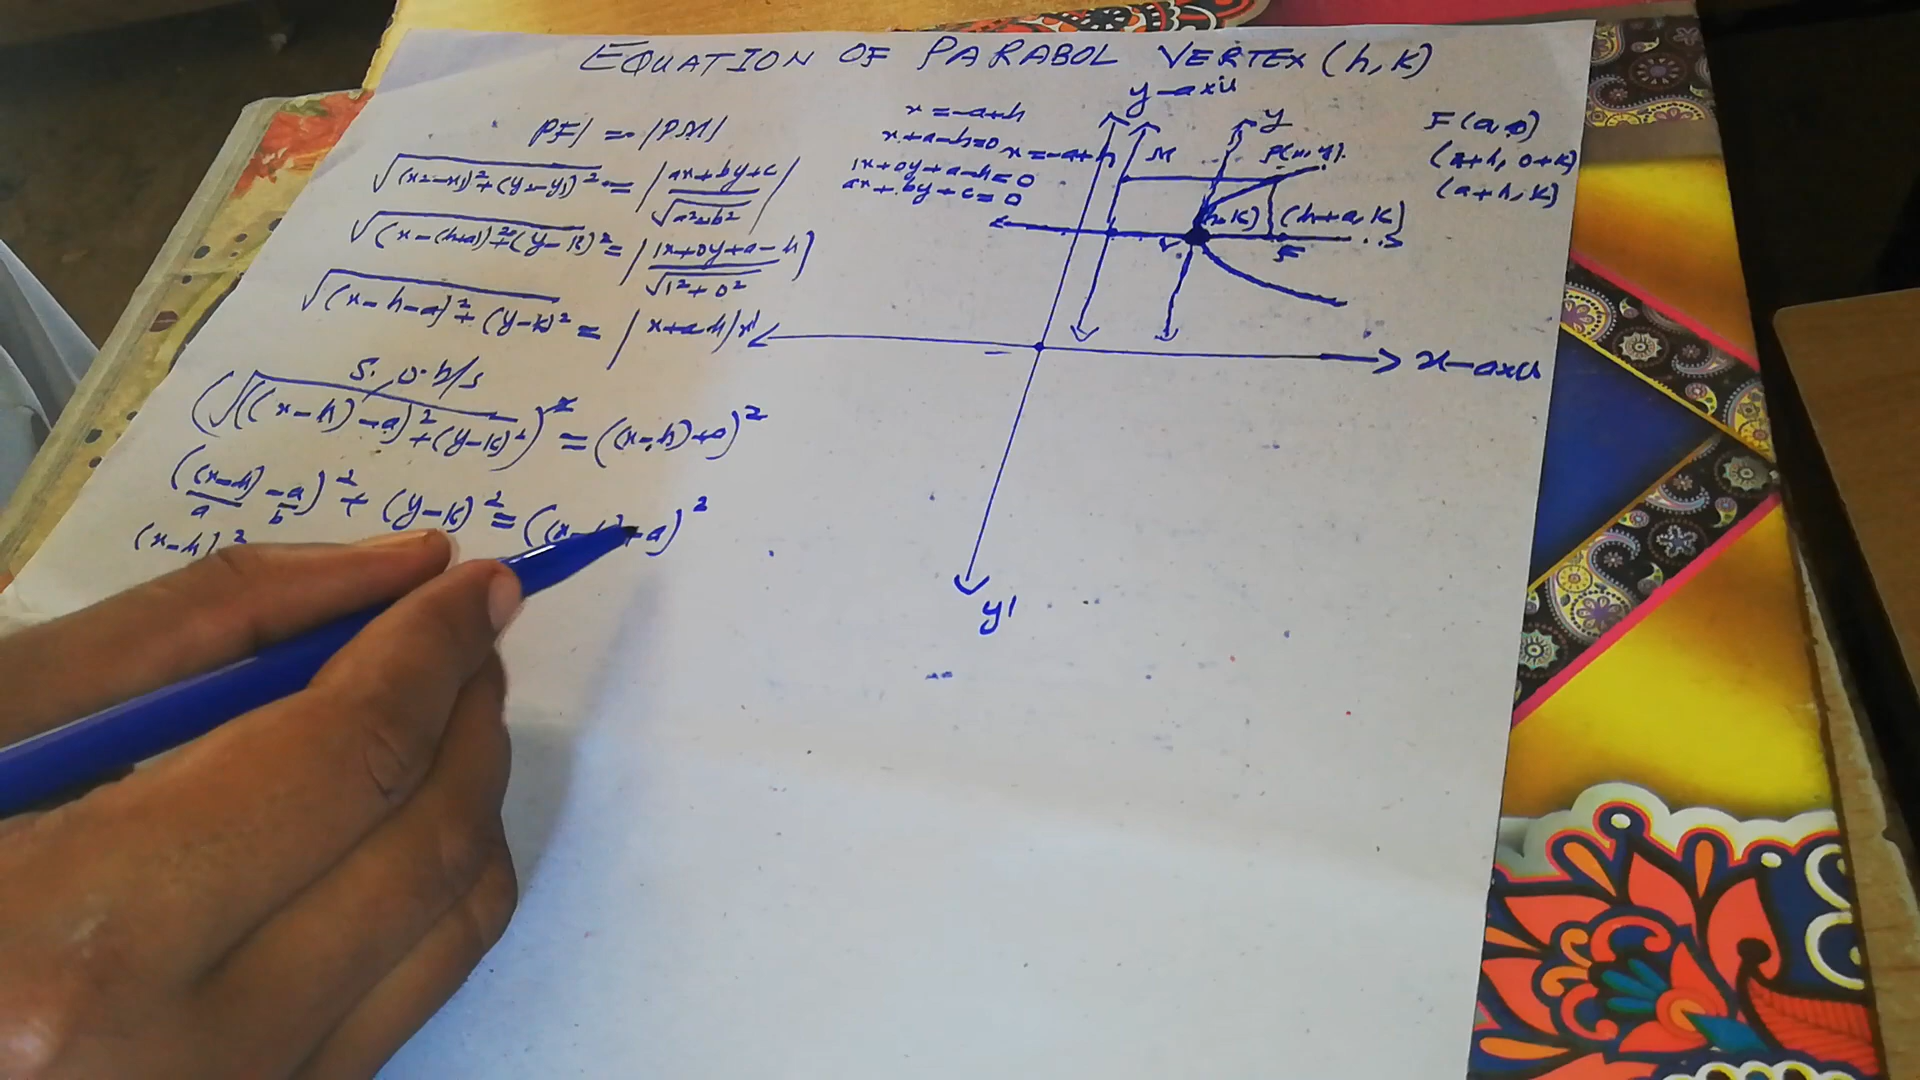 EQUATION OF PARABOL VERTEX (h, k)
PF| = |PM|
√(x₂-x₁)²+(y₂-y₁)² = |ax+by+c / √a²+b²|
√(x-(h+a))²+(y-k)² = |1x+0y+a-h / √1²+0²|
√(x-h-a)²+(y-k)² = |x+a-h|
S. O. b/s
(√((x-h)-a)²+(y-k)²)² = ((x-h)+a)²
((x-h)-a)²+(y-k)² = ((x-h)+a)²
a b
(x-h)²
x=-a+h
x+a-h=0
1x+0y+a-h=0
ax+by+c=0
x=-a+h
y-axis
y
M
P(x, y)
(h, k)
(h+a, k)
V
F
x'
x-axis
y'
F(a, 0)
(a+h, 0+k)
(a+h, k)